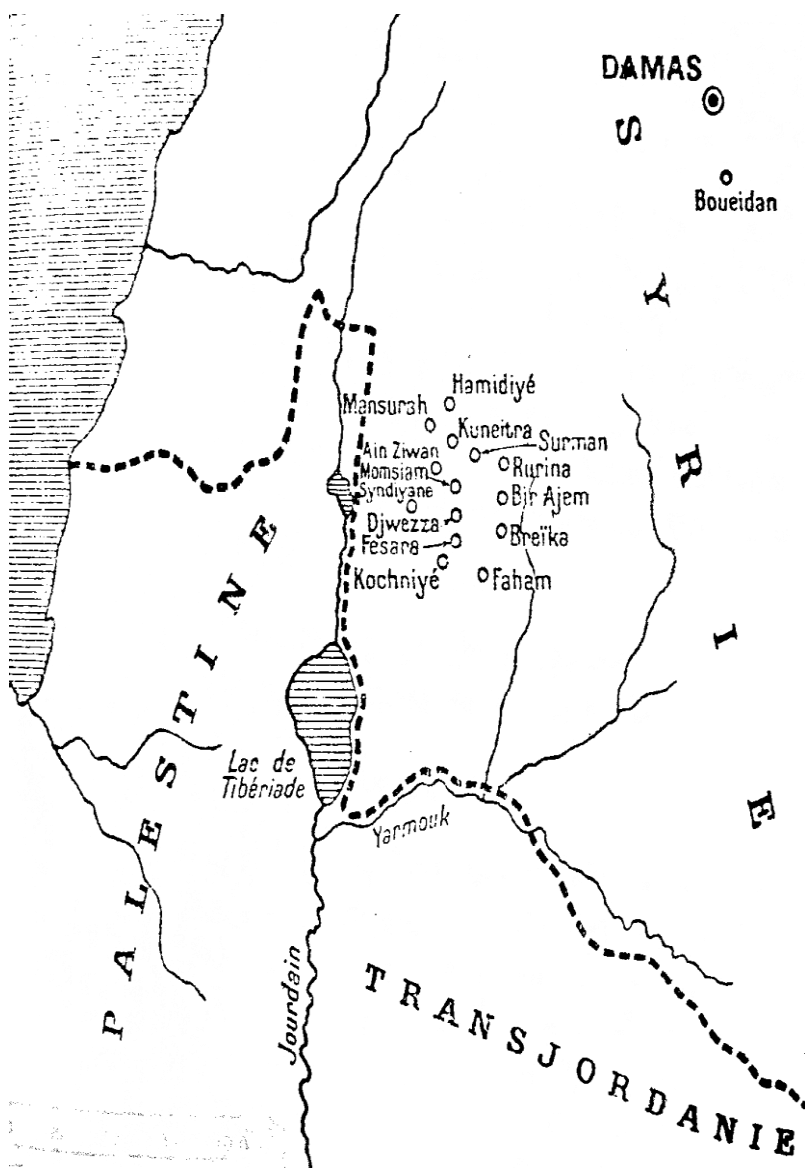 DAMAS
SYRIE
Boueidan
Hamidiyé
Mansurah
Kuneitra
Surman
Ain Ziwan
Rurina
Momsiam
Syndiyane
Bir Ajem
Djwezza
Breïka
Fesara
Kochniyé
Faham
PALESTINE
Lac de
Tibériade
Yarmouk
Jourdain
TRANSJORDANIE